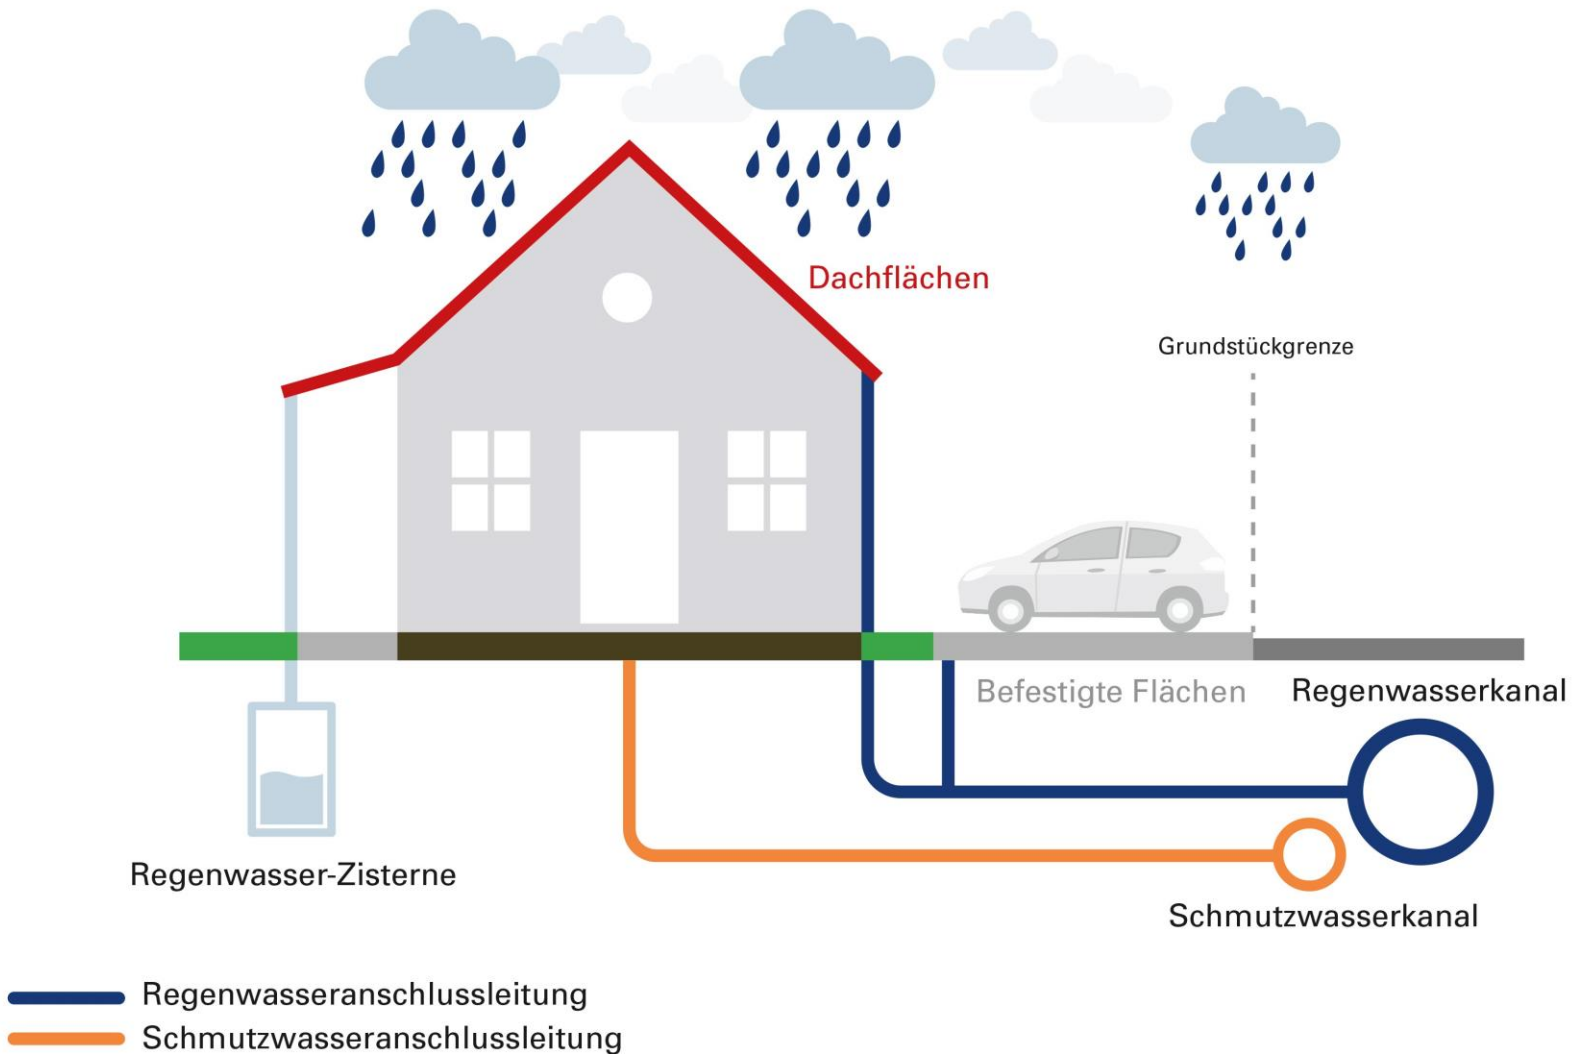 Dachflächen
Grundstückgrenze
Befestigte Flächen
Regenwasserkanal
Regenwasser-Zisterne
Schmutzwasserkanal
Regenwasseranschlussleitung
Schmutzwasseranschlussleitung